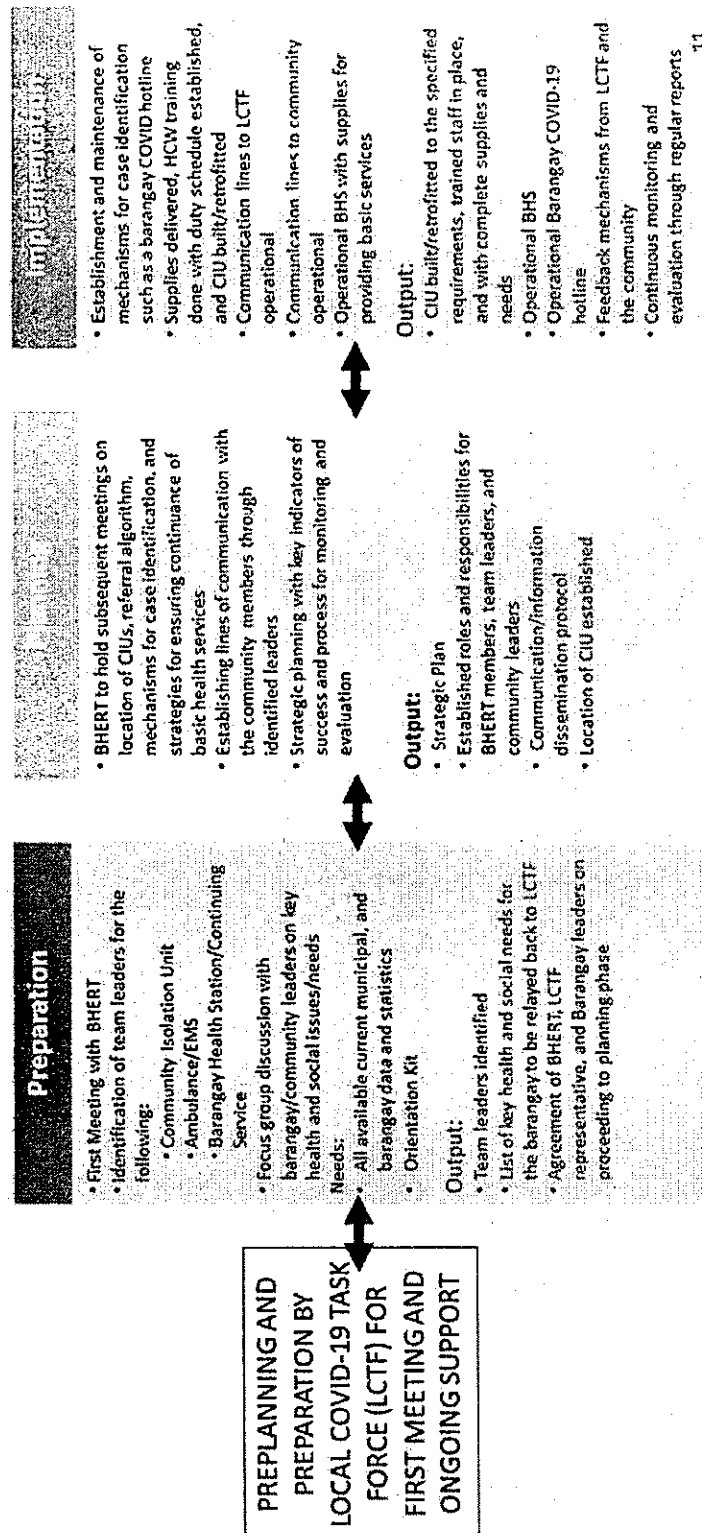 PREPLANNING AND
PREPARATION BY
LOCAL COVID-19 TASK
FORCE (LCTF) FOR
FIRST MEETING AND
ONGOING SUPPORT
Preparation
• First Meeting with BHERT
• Identification of team leaders for the
following:
• Community Isolation Unit
• Ambulance/EMS
• Barangay Health Station/Continuing
Service
• Focus group discussion with
barangay/community leaders on key
health and social issues/needs
Needs:
• All available current municipal, and
barangay data and statistics
• Orientation Kit
Output:
• Team leaders identified
• List of key health and social needs for
the barangay to be relayed back to LCTF
• Agreement of BHERT, LCTF
representative, and Barangay leaders on
proceeding to planning phase
• BHERT to hold subsequent meetings on
location of CIUs, referral algorithm,
mechanisms for case identification, and
strategies for ensuring continuance of
basic health services
• Establishing lines of communication with
the community members through
identified leaders
• Strategic planning with key indicators of
success and process for monitoring and
evaluation
Output:
• Strategic Plan
• Established roles and responsibilities for
BHERT members, team leaders, and
community leaders
• Communication/information
dissemination protocol
• Location of CIU established
Implementation
• Establishment and maintenance of
mechanisms for case identification
such as a barangay COVID hotline
• Supplies delivered, HCW training
done with duty schedule established,
and CIU built/retrofitted
• Communication lines to LCTF
operational
• Communication lines to community
operational
• Operational BHS with supplies for
providing basic services
Output:
• CIU built/retrofitted to the specified
requirements, trained staff in place,
and with complete supplies and
needs
• Operational BHS
• Operational Barangay COVID-19
hotline
• Feedback mechanisms from LCTF and
the community
• Continuous monitoring and
evaluation through regular reports
11